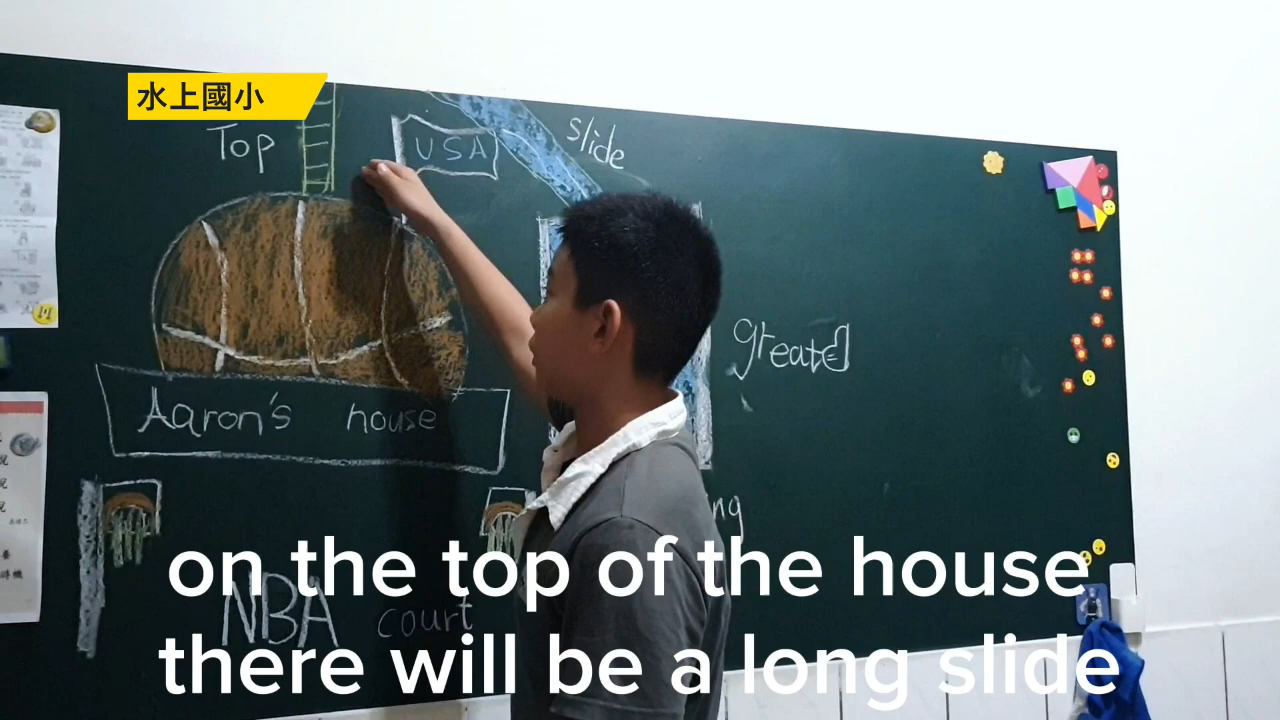 水上國小
Top
USA
slide
great
Aaron's house
NBA court
on the top of the house
there will be a long slide